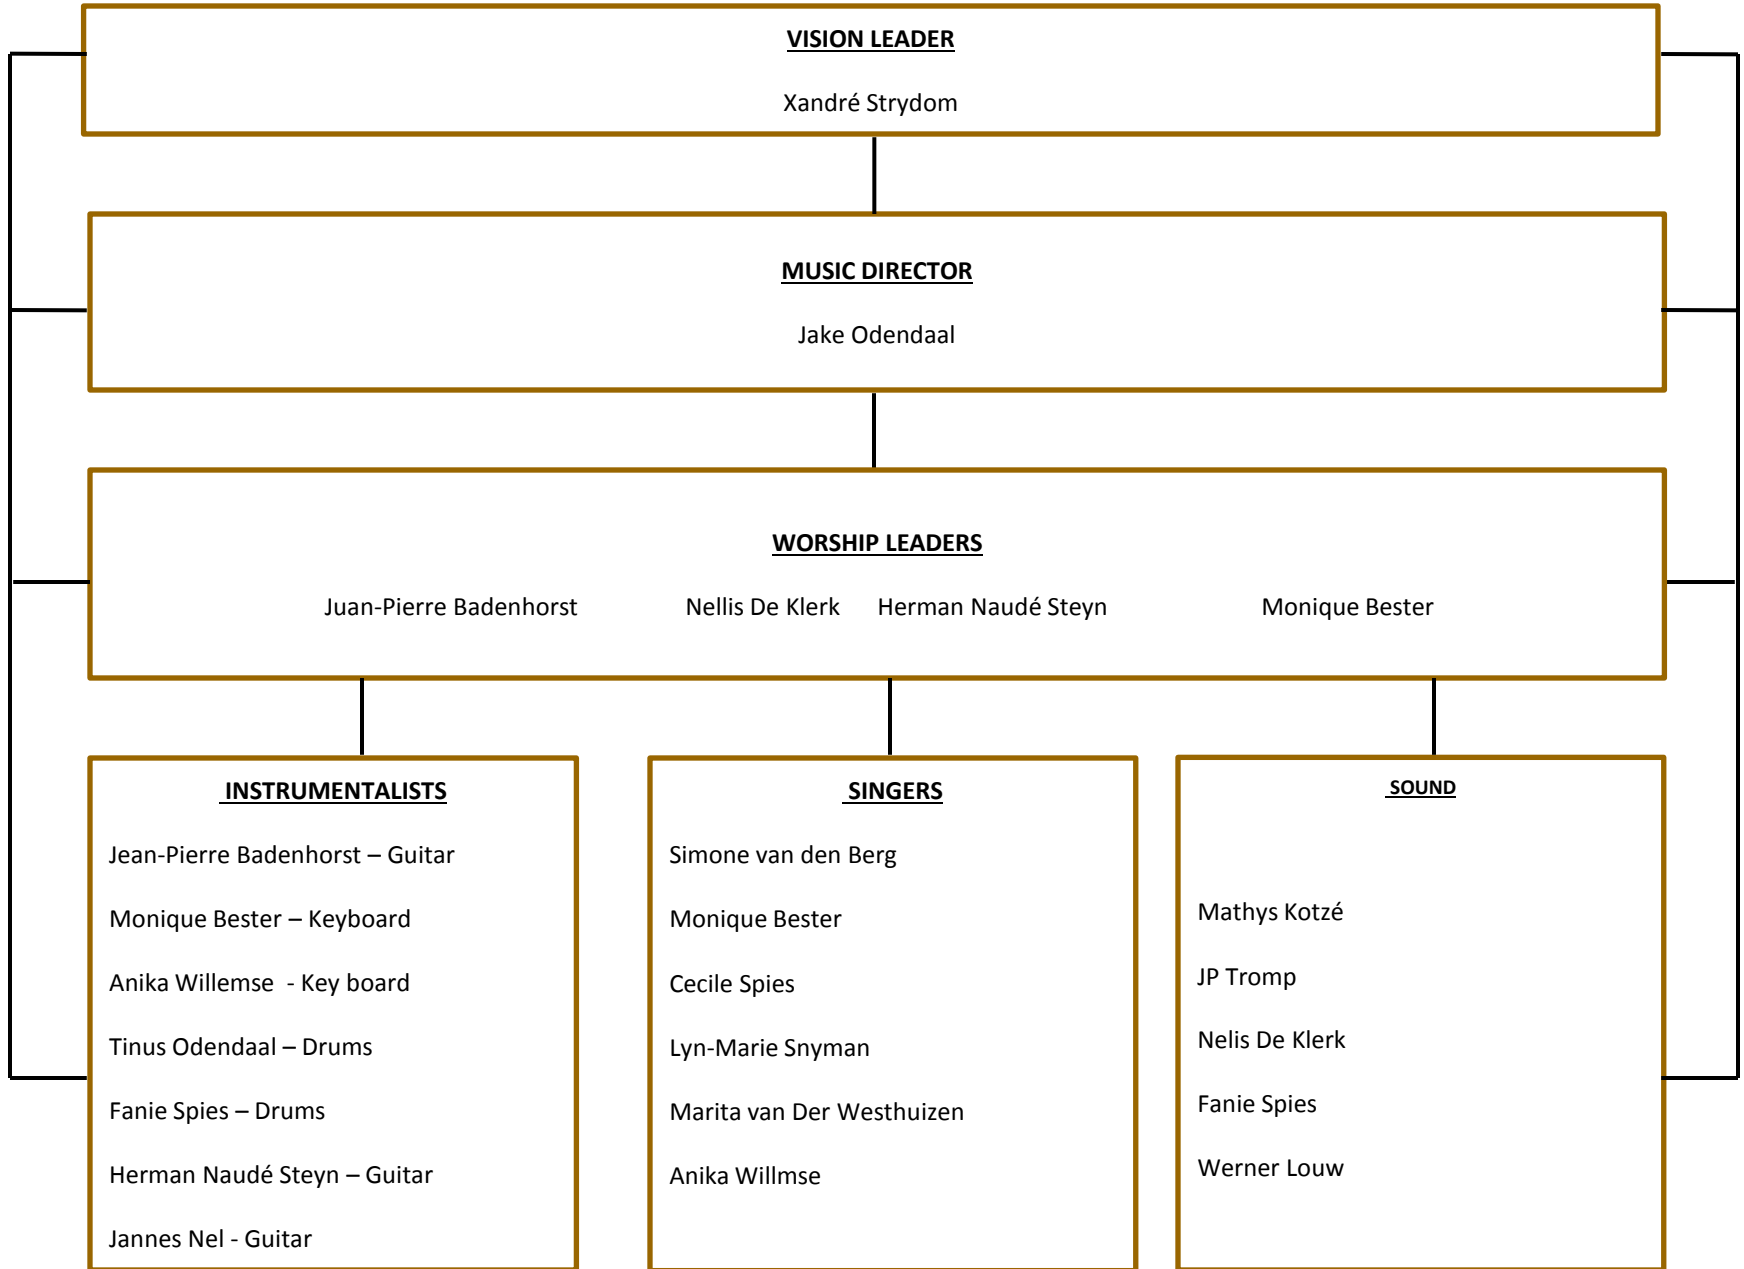 VISION LEADER
Xandré Strydom
MUSIC DIRECTOR
Jake Odendaal
WORSHIP LEADERS
Juan-Pierre Badenhorst Nellis De Klerk Herman Naudé Steyn Monique Bester
INSTRUMENTALISTS
Jean-Pierre Badenhorst – Guitar
Monique Bester – Keyboard
Anika Willemse - Key board
Tinus Odendaal – Drums
Fanie Spies – Drums
Herman Naudé Steyn – Guitar
Jannes Nel - Guitar
SINGERS
Simone van den Berg
Monique Bester
Cecile Spies
Lyn-Marie Snyman
Marita van Der Westhuizen
Anika Willmse
SOUND
Mathys Kotzé
JP Tromp
Nelis De Klerk
Fanie Spies
Werner Louw